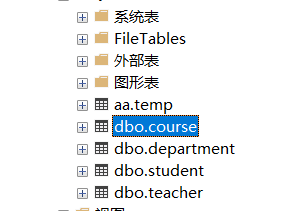 系统表
FileTables
外部表
图形表
aa.temp
dbo.course
dbo.department
dbo.student
dbo.teacher